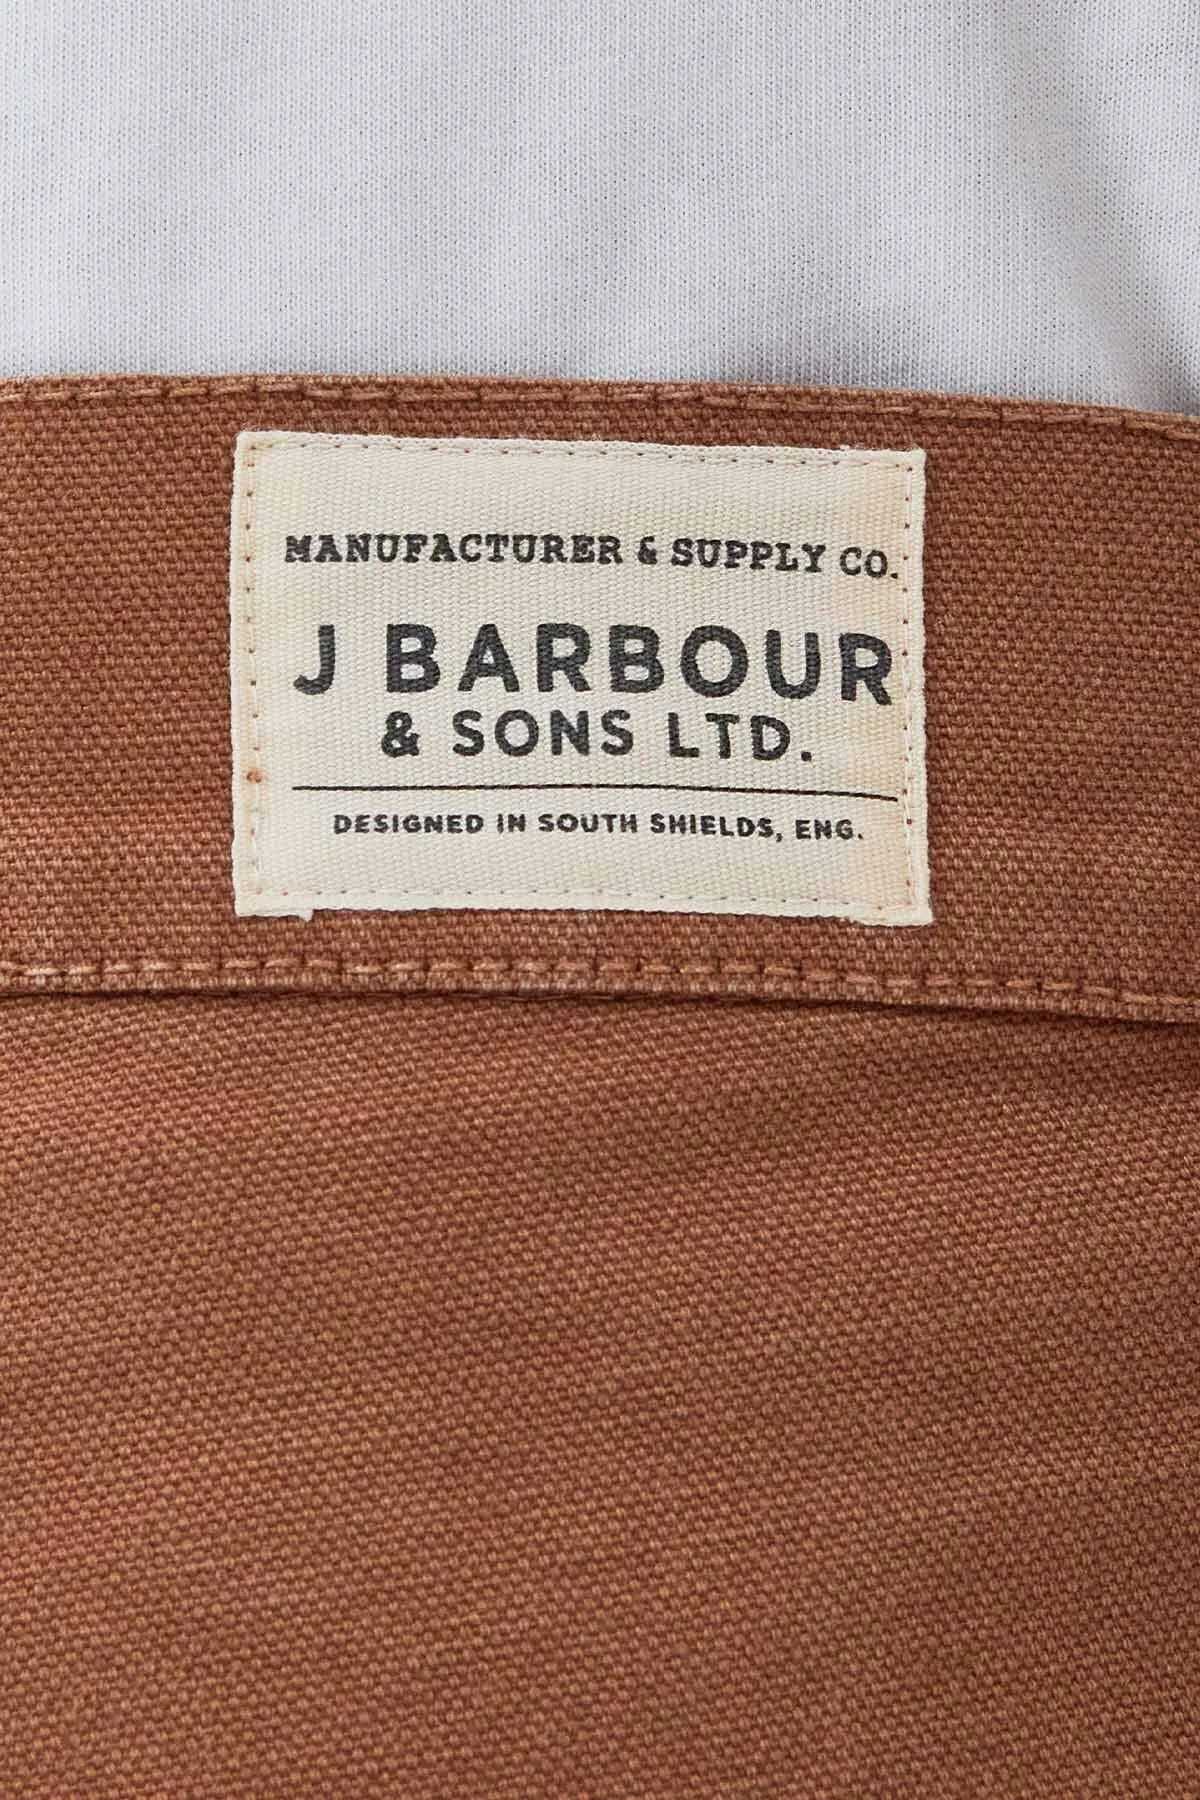 MANUFACTURER & SUPPLY CO.
J BARBOUR
& SONS LTD.
DESIGNED IN SOUTH SHIELDS, ENG.